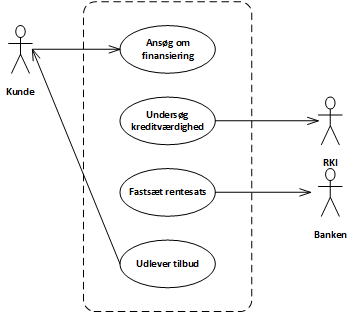 Ansøg om
finansiering
Kunde
Undersøg
kreditværdighed
RKI
Fastsæt rentesats
Banken
Udlever tilbud